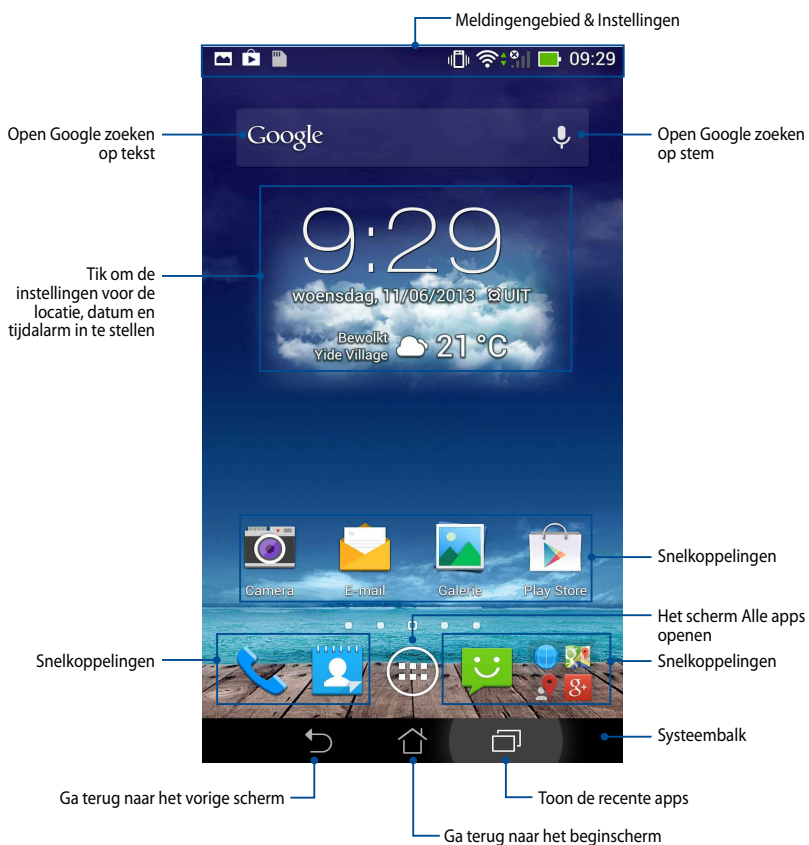 Meldingengebied & Instellingen
09:29
Open Google zoeken
op tekst
Google
Open Google zoeken
op stem
9:29
woensdag, 11/06/2013 UIT
Bewolkt
Yide Village
21 °C
Tik om de
instellingen voor de
locatie, datum en
tijdalarm in te stellen
Camera
E-mail
Galerie
Play Store
Snelkoppelingen
Het scherm Alle apps
openen
Snelkoppelingen
Snelkoppelingen
g+
Systeembalk
Ga terug naar het vorige scherm
Toon de recente apps
Ga terug naar het beginscherm